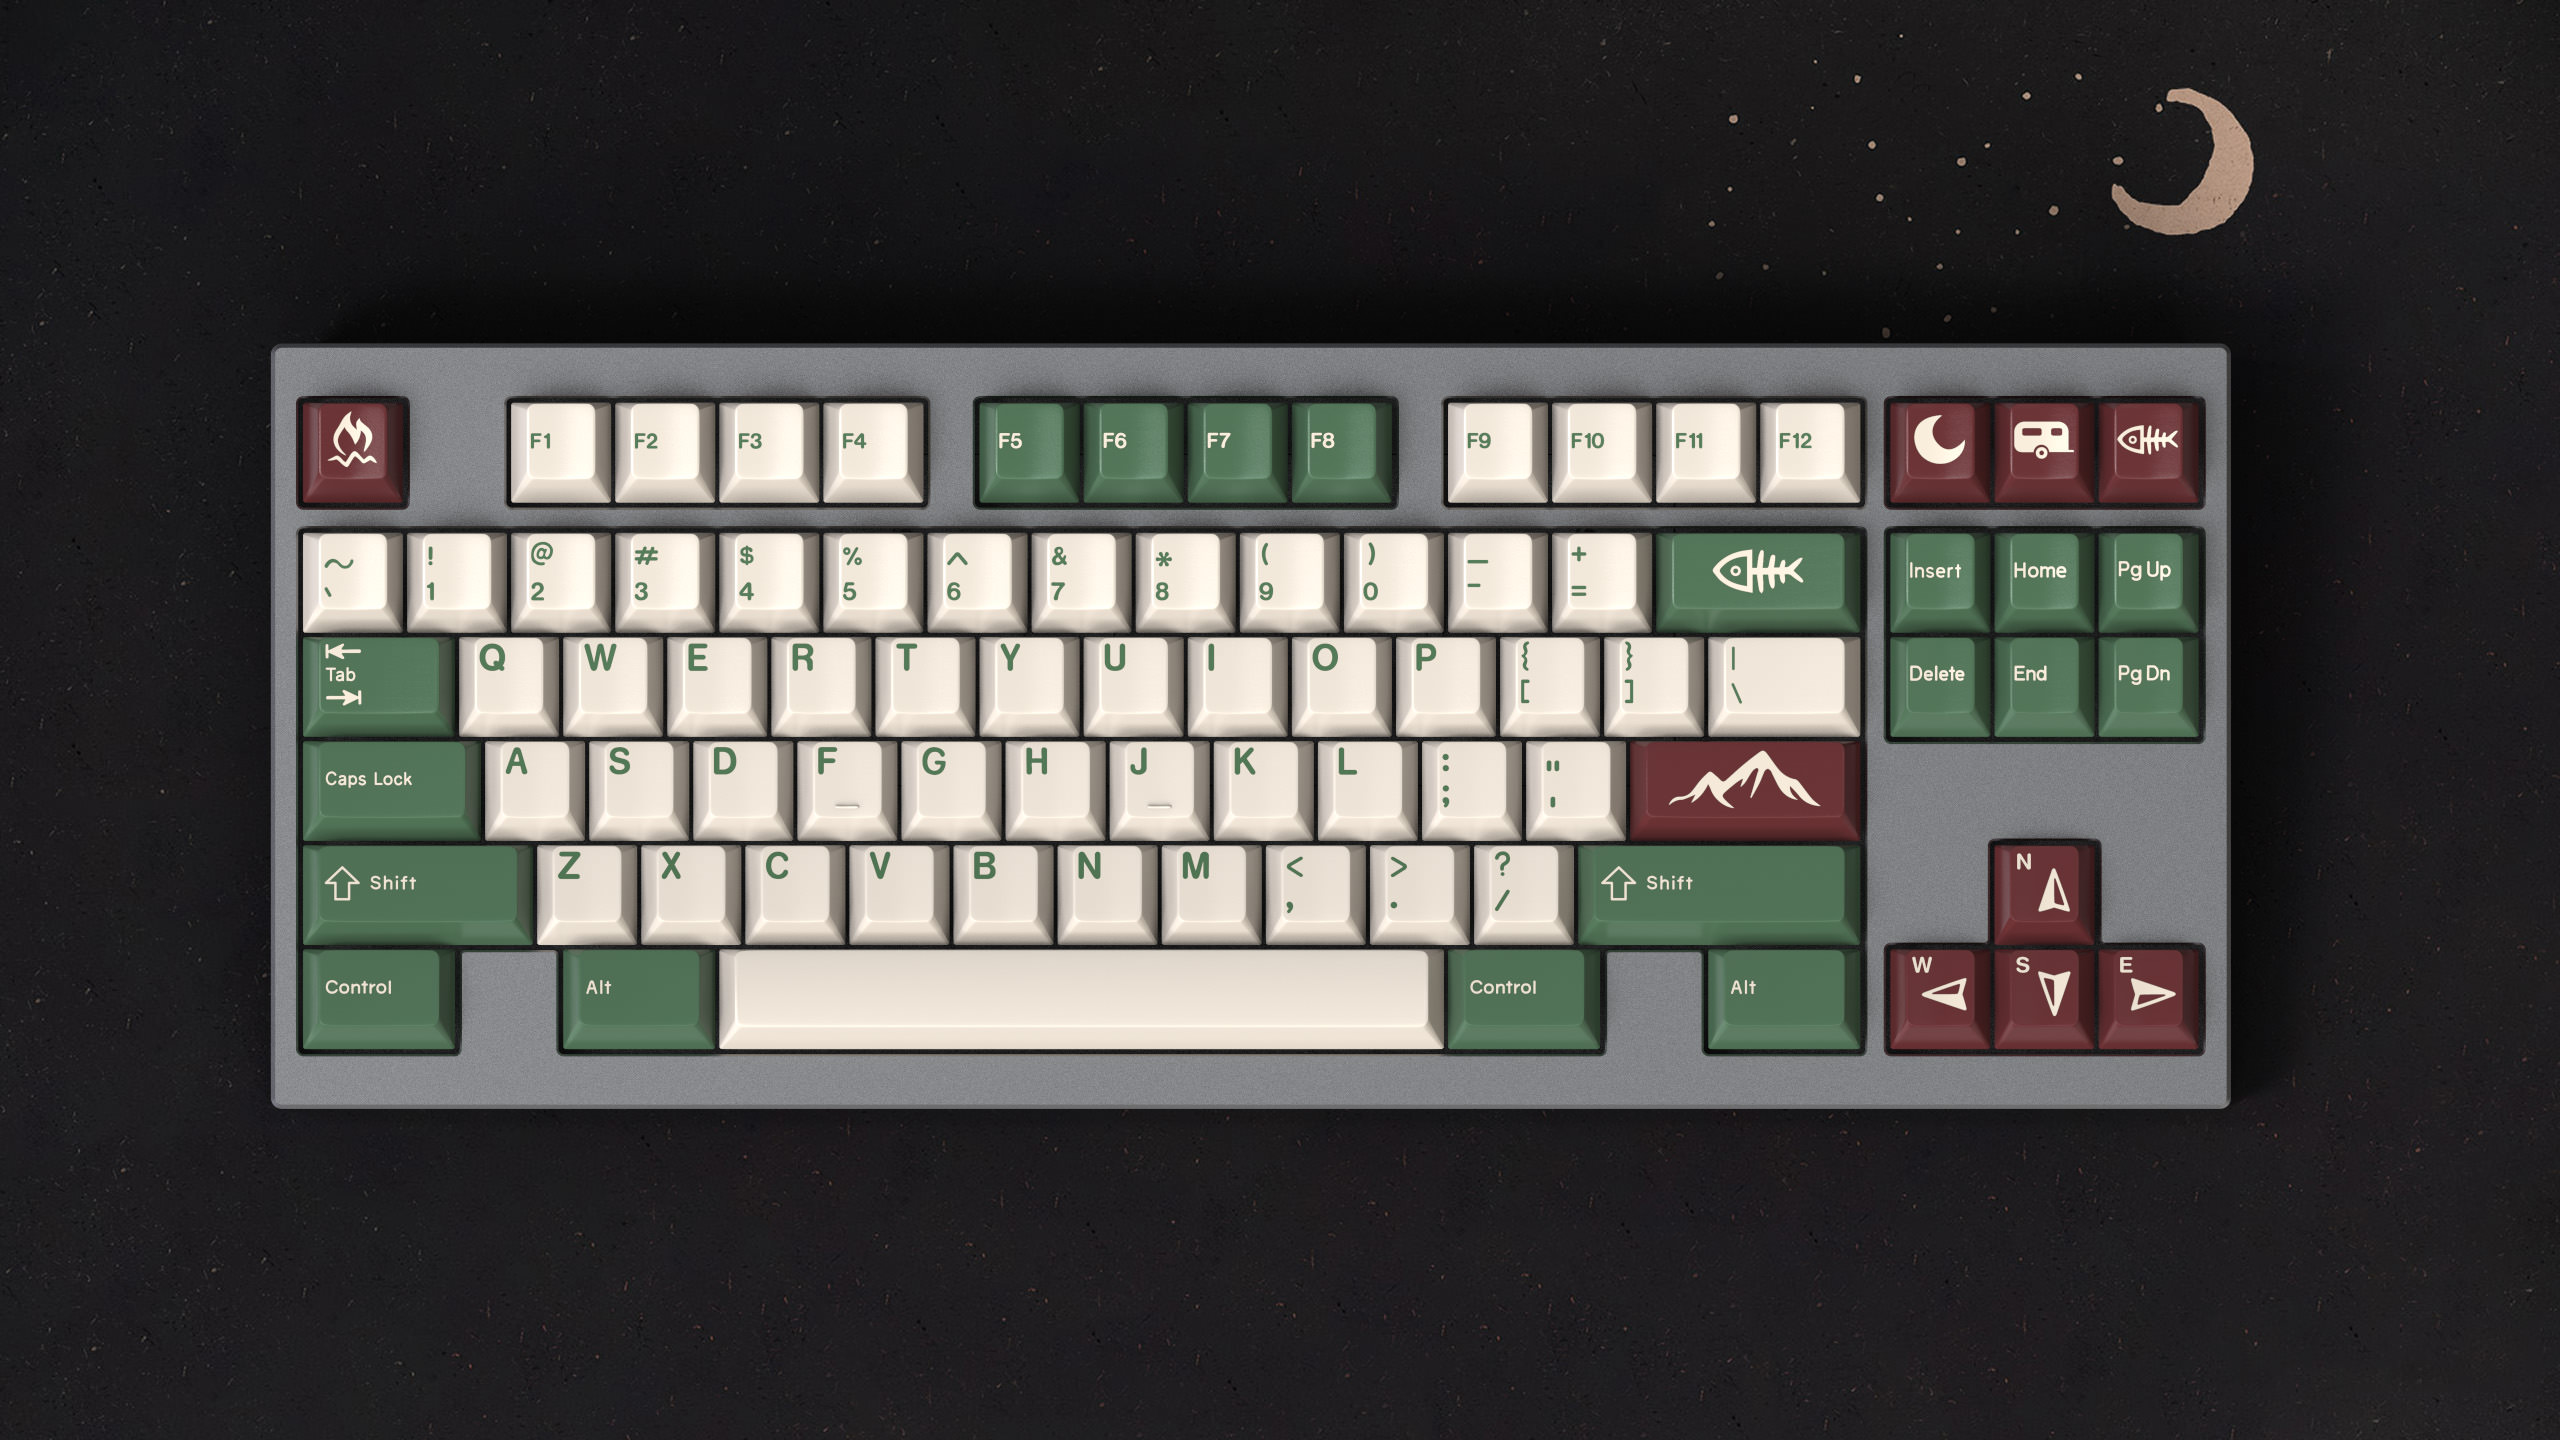 F1 F2 F3 F4 F5 F6 F7 F8 F9 F10 F11 F12
~ ! @ # $ % ^ & * ( ) _ +
` 1 2 3 4 5 6 7 8 9 0 - =
Insert Home Pg Up
Tab Q W E R T Y U I O P { } |
[ ] \
Delete End Pg Dn
Caps Lock A S D F G H J K L : "
; '
Shift Z X C V B N M < > ? Shift
, . /
N
Control Alt Control Alt
W S E